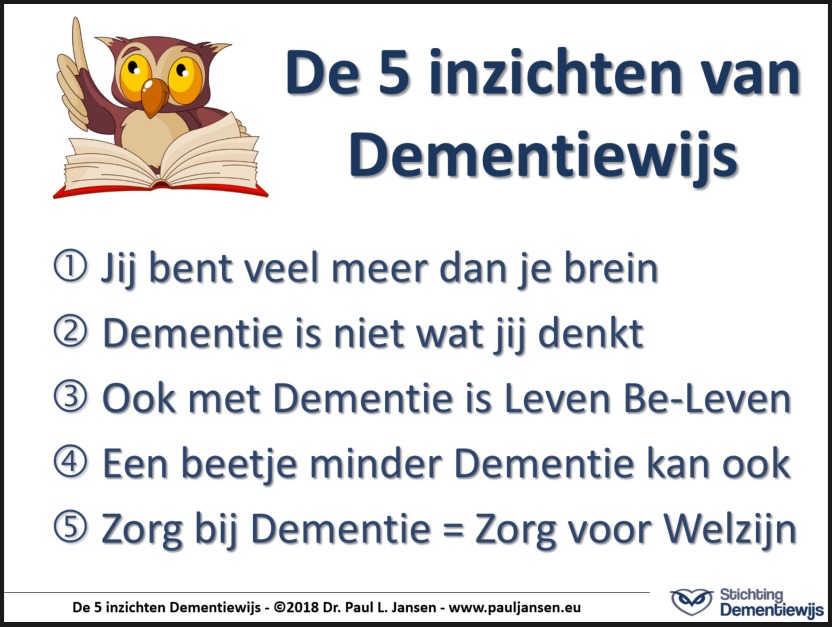 De 5 inzichten van
Dementiewijs
① Jij bent veel meer dan je brein
② Dementie is niet wat jij denkt
③ Ook met Dementie is Leven Be-Leven
④ Een beetje minder Dementie kan ook
⑤ Zorg bij Dementie = Zorg voor Welzijn
De 5 inzichten Dementiewijs - ©2018 Dr. Paul L. Jansen - www.pauljansen.eu
Stichting
Dementiewijs